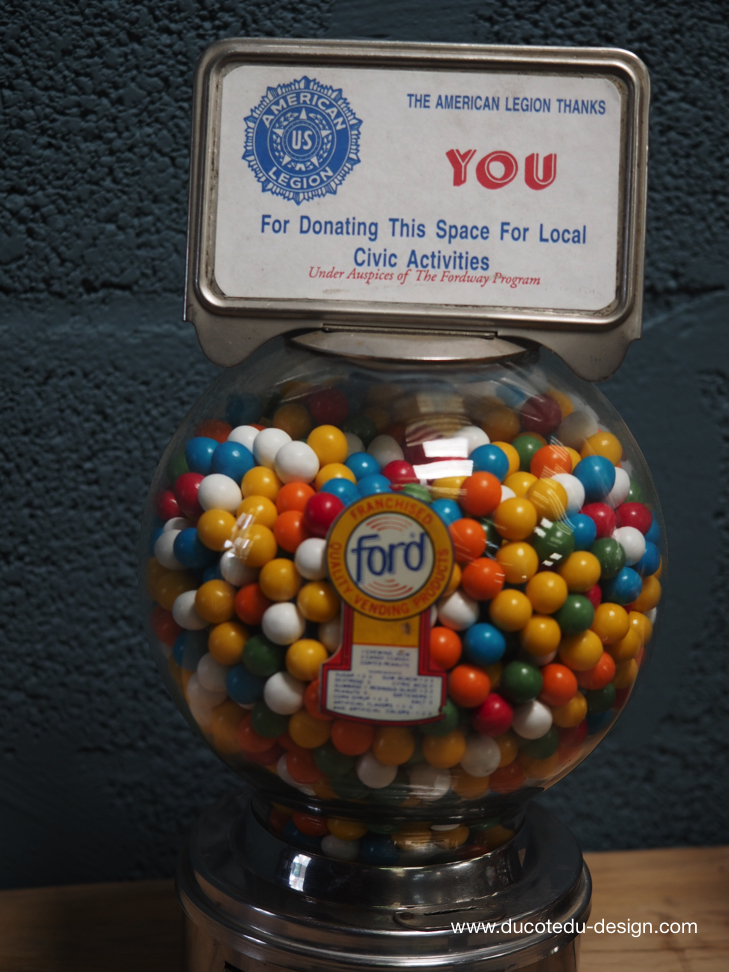 AMERICAN
US
LEGION
THE AMERICAN LEGION THANKS
YOU
For Donating This Space For Local
Civic Activities
Under Auspices of The Fordway Program
FRANCHISED
ford
QUALITY VENDING PRODUCTS
www.ducotedu-design.com